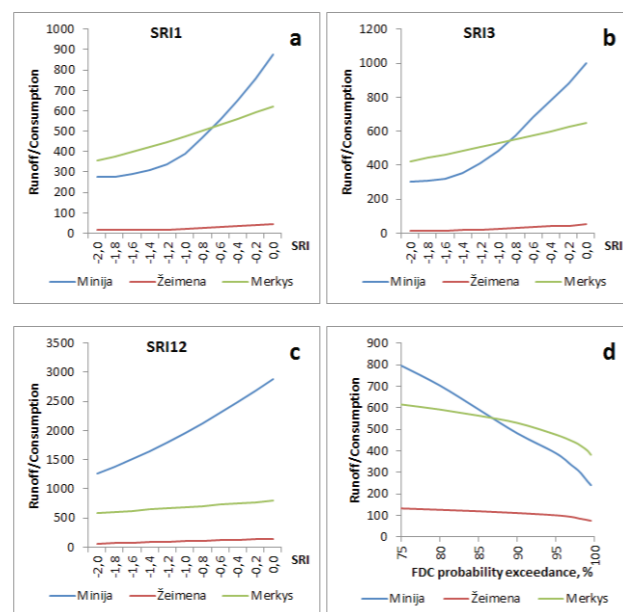 SRI1
a
Runoff/Consumption
1000
900
800
700
600
500
400
300
200
100
0
-2,0
-1,8
-1,6
-1,4
-1,2
-1,0
-0,8
-0,6
-0,4
-0,2
0,0
SRI
Minija
Žeimena
Merkys
SRI3
b
Runoff/Consumption
1200
1000
800
600
400
200
0
-2,0
-1,8
-1,6
-1,4
-1,2
-1,0
-0,8
-0,6
-0,4
-0,2
0,0
SRI
Minija
Žeimena
Merkys
SRI12
c
Runoff/Consumption
3500
3000
2500
2000
1500
1000
500
0
-2,0
-1,8
-1,6
-1,4
-1,2
-1,0
-0,8
-0,6
-0,4
-0,2
0,0
SRI
Minija
Žeimena
Merkys
d
Runoff/Consumption
900
800
700
600
500
400
300
200
100
0
75
80
85
90
95
100
FDC probability exceedance, %
Minija
Žeimena
Merkys